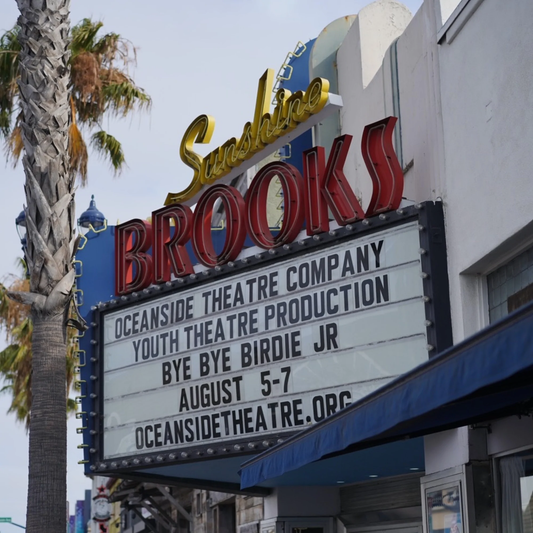 Sunshine
BROOKS
OCEANSIDE THEATRE COMPANY
YOUTH THEATRE PRODUCTION
BYE BYE BIRDIE JR
AUGUST 5-7
OCEANSIDETHEATRE.ORG